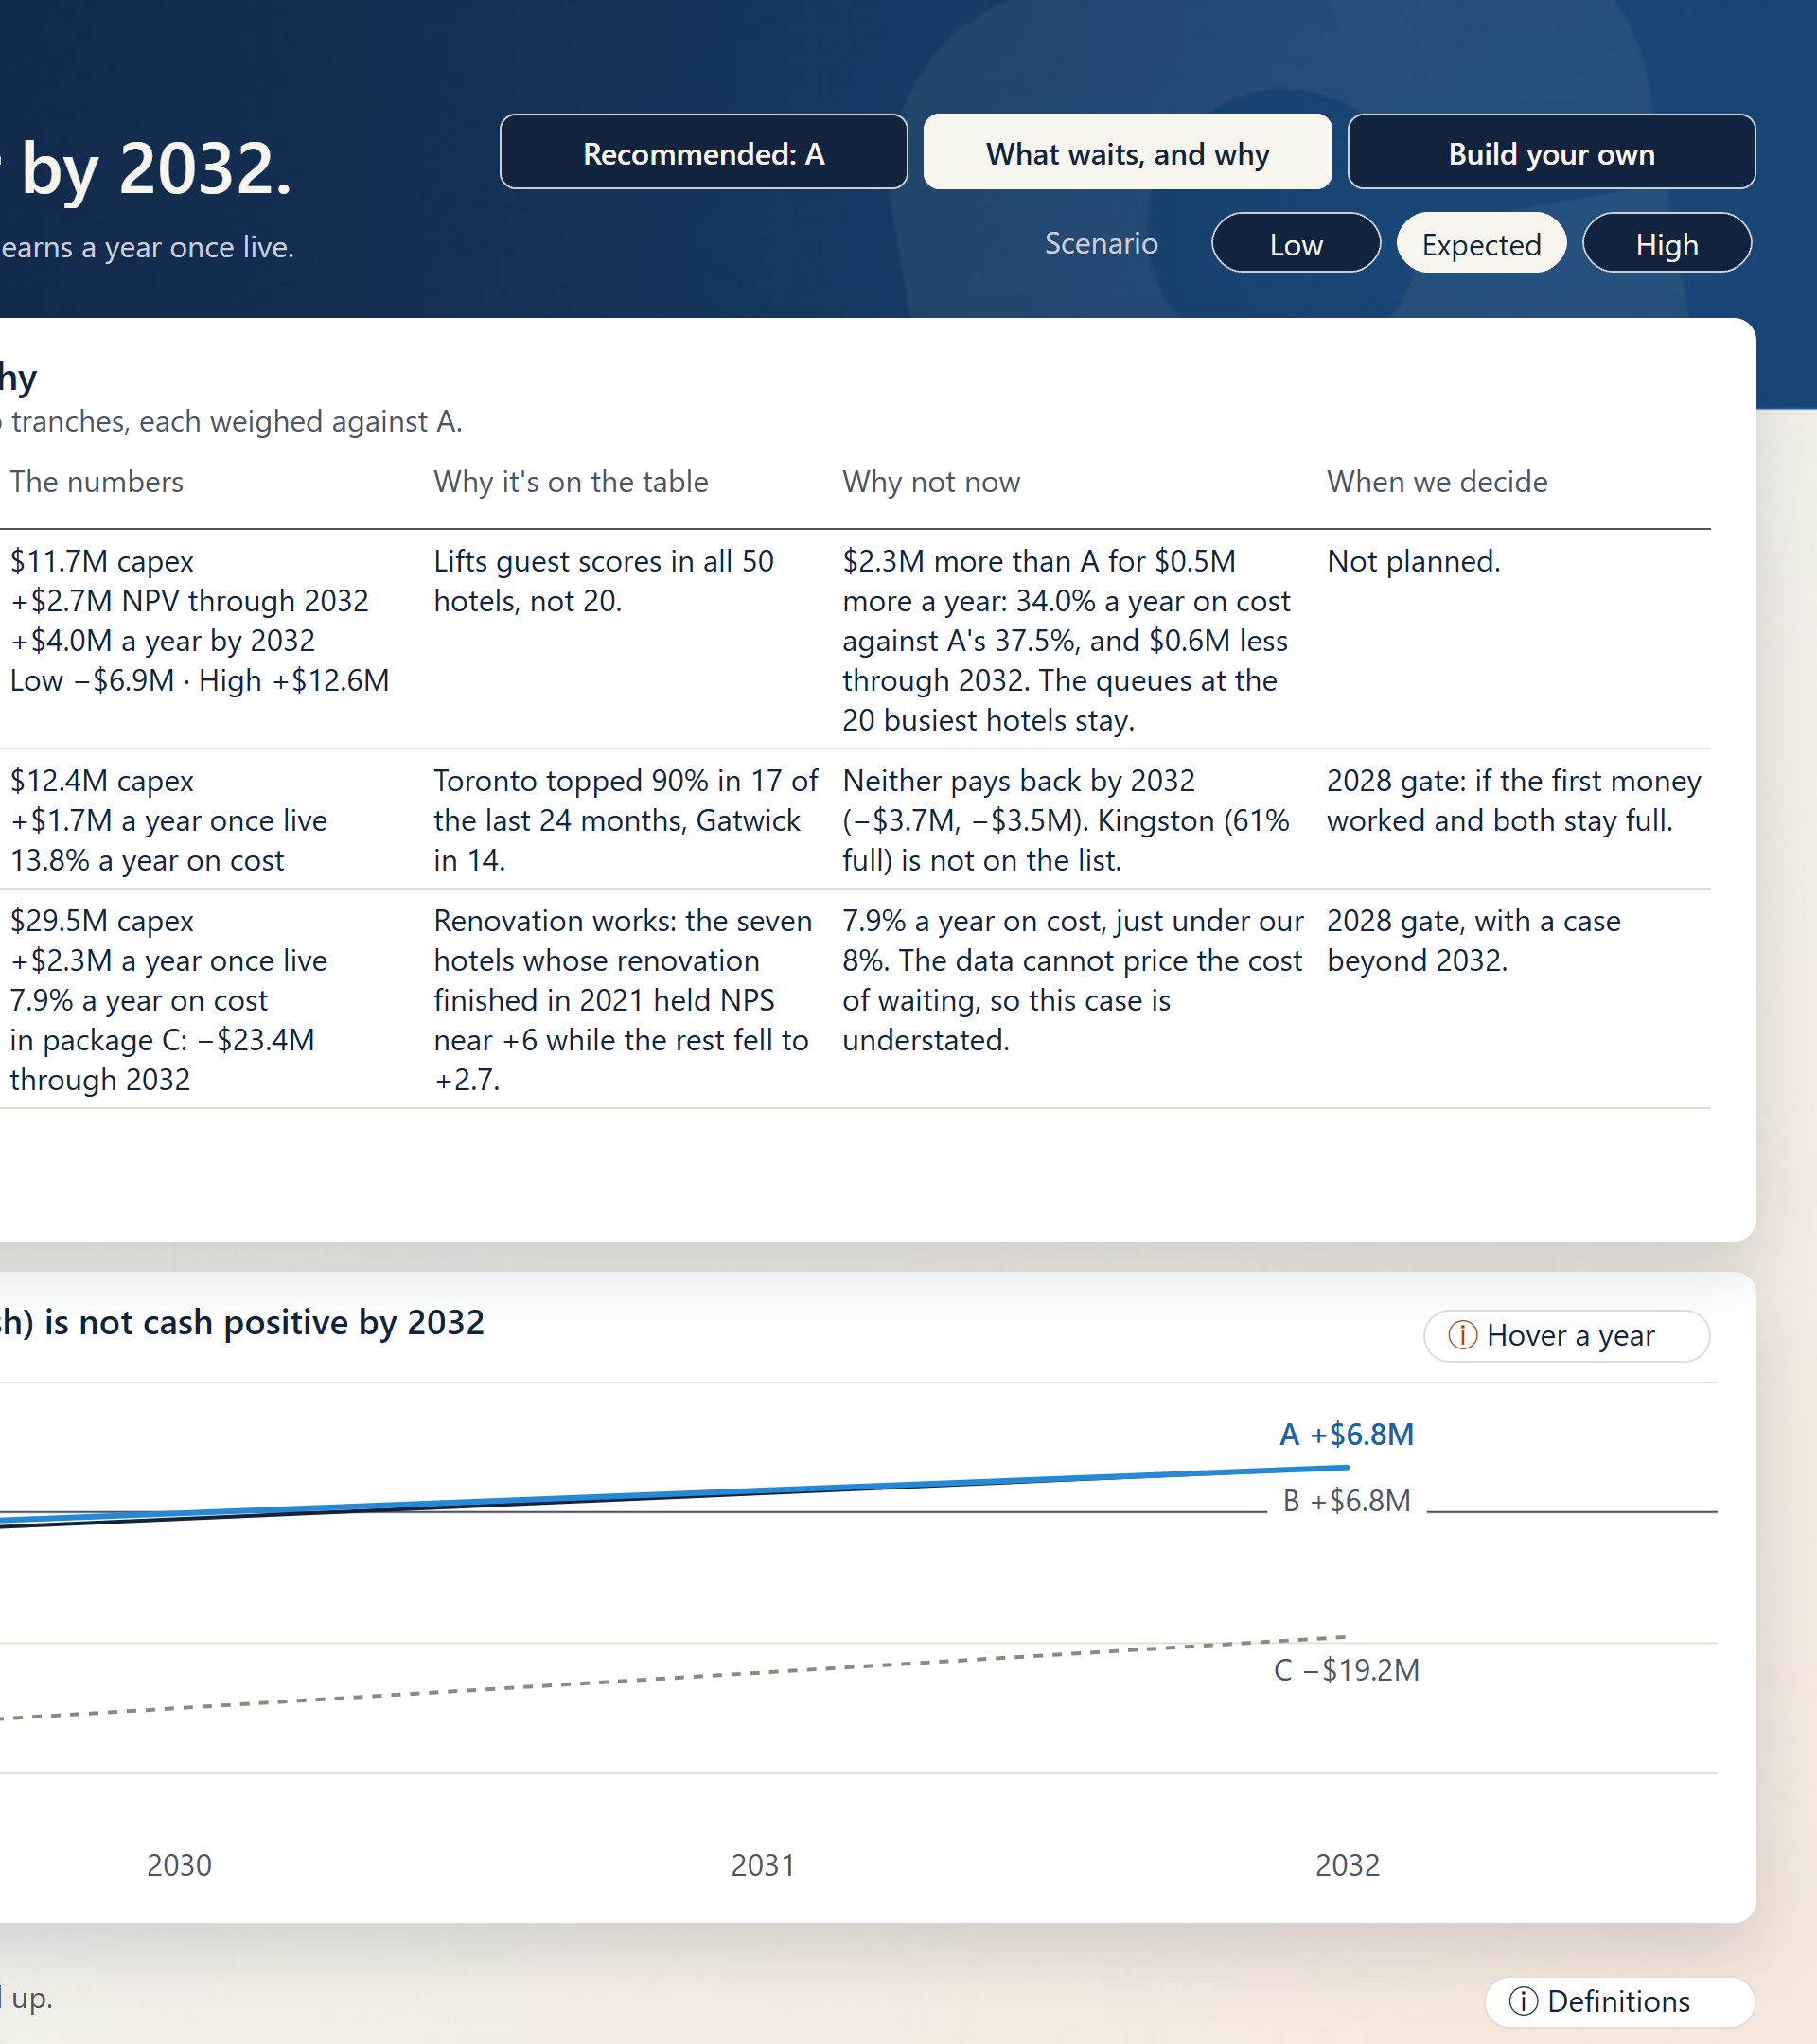 by 2032.
earns a year once live.
Recommended: A
What waits, and why
Build your own
Scenario
Low
Expected
High
hy
tranches, each weighed against A.
The numbers
Why it's on the table
Why not now
When we decide
$11.7M capex
+$2.7M NPV through 2032
+$4.0M a year by 2032
Low −$6.9M · High +$12.6M
Lifts guest scores in all 50
hotels, not 20.
$2.3M more than A for $0.5M
more a year: 34.0% a year on cost
against A's 37.5%, and $0.6M less
through 2032. The queues at the
20 busiest hotels stay.
Not planned.
$12.4M capex
+$1.7M a year once live
13.8% a year on cost
Toronto topped 90% in 17 of
the last 24 months, Gatwick
in 14.
Neither pays back by 2032
(−$3.7M, −$3.5M). Kingston (61%
full) is not on the list.
2028 gate: if the first money
worked and both stay full.
$29.5M capex
+$2.3M a year once live
7.9% a year on cost
in package C: −$23.4M
through 2032
Renovation works: the seven
hotels whose renovation
finished in 2021 held NPS
near +6 while the rest fell to
+2.7.
7.9% a year on cost, just under our
8%. The data cannot price the cost
of waiting, so this case is
understated.
2028 gate, with a case
beyond 2032.
h) is not cash positive by 2032
ⓘ Hover a year
A +$6.8M
B +$6.8M
C −$19.2M
2030
2031
2032
up.
ⓘ Definitions